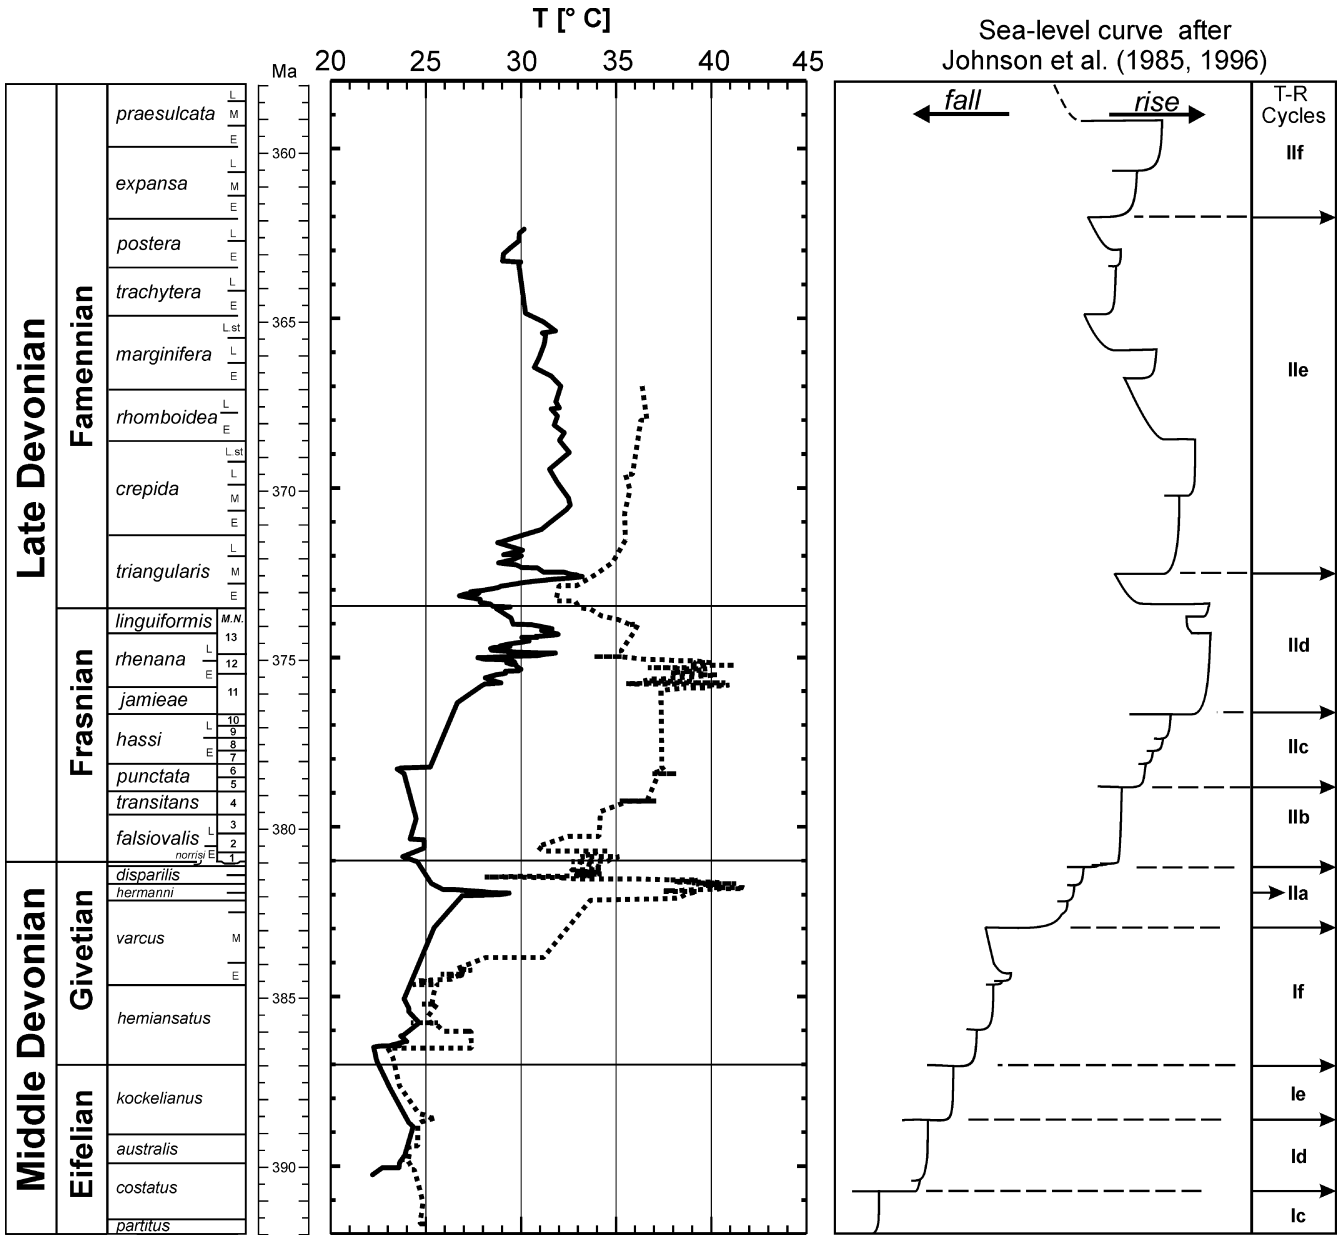 T [° C]
Sea-level curve after
Johnson et al. (1985, 1996)
Ma
20 25 30 35 40 45
fall
rise
T-R
Cycles
Late Devonian
Middle Devonian
Famennian
Frasnian
Givetian
Eifelian
praesulcata L M E
expansa L M E
postera L E
trachytera L E
marginifera L.st L E
rhomboidea L E
crepida L.st L M E
triangularis L M E
linguiformis M.N.
13
rhenana L E 12
jamieae 11
hassi L E 10 9 8 7
punctata 6 5
transitans 4
falsiovalis L 3 2
norrisi E 1
disparilis
hermanni
varcus M E
hemiansatus
kockelianus
australis
costatus
partitus
360
365
370
375
380
385
390
IIf
IIe
IId
IIc
IIb
IIa
If
Ie
Id
Ic